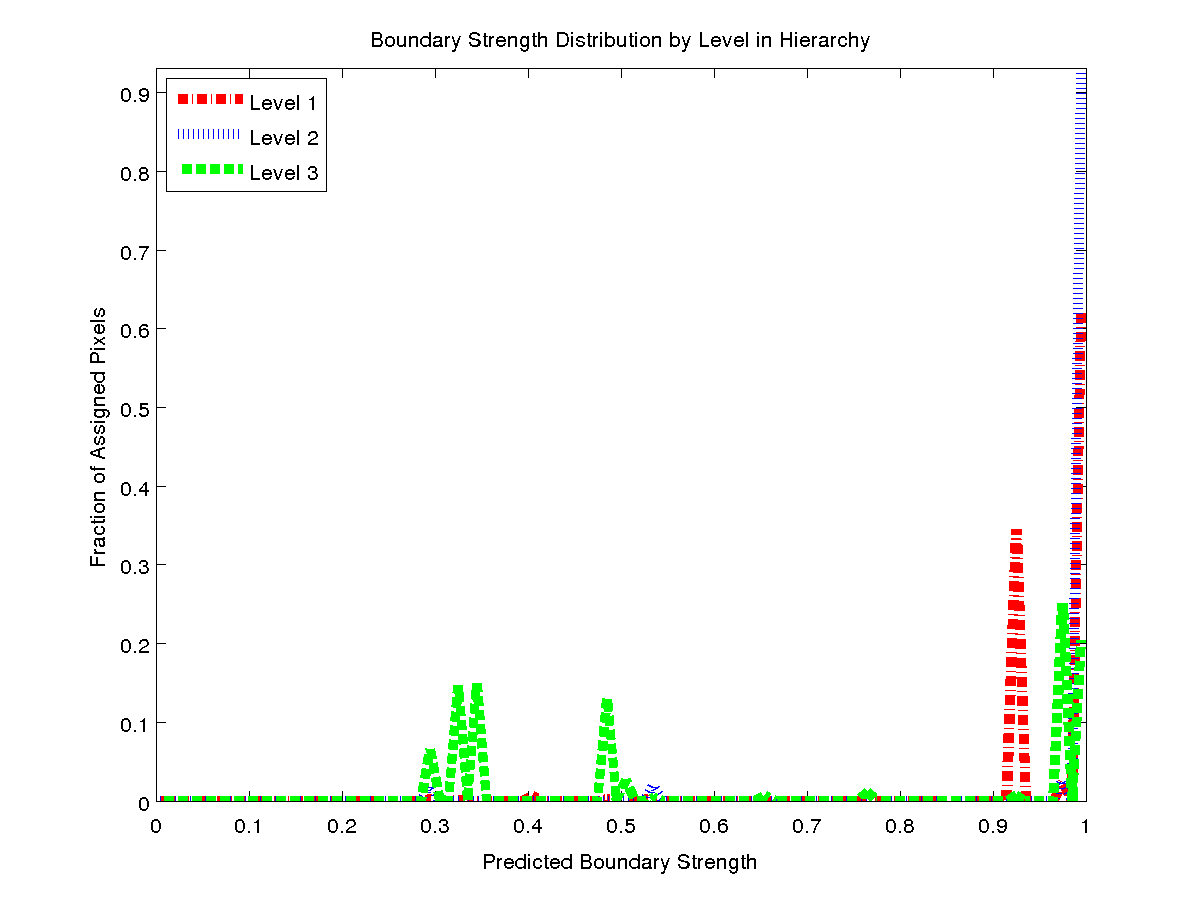 Boundary Strength Distribution by Level in Hierarchy
Level 1
Level 2
Level 3
Fraction of Assigned Pixels
0.9
0.8
0.7
0.6
0.5
0.4
0.3
0.2
0.1
0
0 0.1 0.2 0.3 0.4 0.5 0.6 0.7 0.8 0.9 1
Predicted Boundary Strength